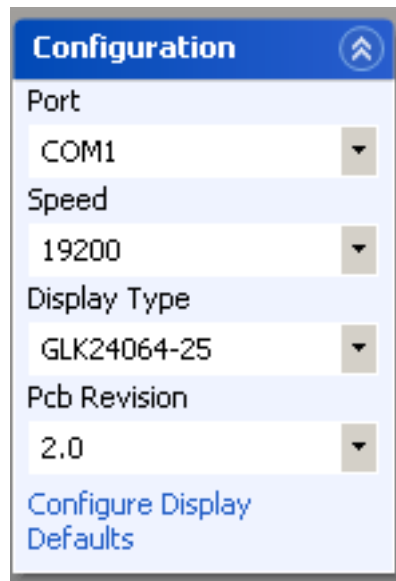 Configuration
Port
COM1
Speed
19200
Display Type
GLK24064-25
Pcb Revision
2.0
Configure Display
Defaults